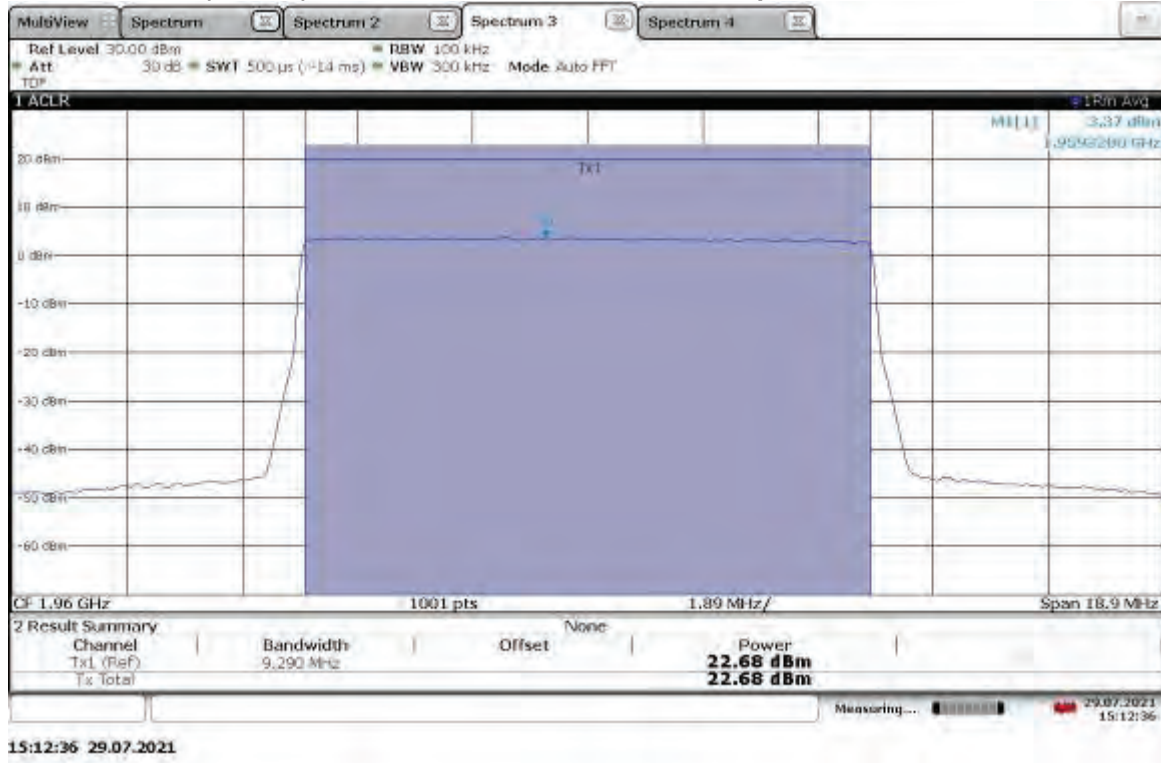 MultiView Spectrum Spectrum 2 Spectrum 3 Spectrum 4
Ref Level 30.00 dBm RBW 100 kHz
Att 30 dB SWT 500 µs (~14 ms) VBW 300 kHz Mode Auto FFT
TDF
1 ACLR 1Rm Avg
M1[1] 3.37 dBm
1.9593200 GHz
20 dBm
Tx1
10 dBm
0 dBm
-10 dBm
-20 dBm
-30 dBm
-40 dBm
-50 dBm
-60 dBm
CF 1.96 GHz 1001 pts 1.89 MHz/ Span 18.9 MHz
2 Result Summary None
Channel Bandwidth Offset Power
Tx1 (Ref) 9.290 MHz 22.68 dBm
Tx Total 22.68 dBm
Measuring... 29.07.2021
15:12:36
15:12:36 29.07.2021